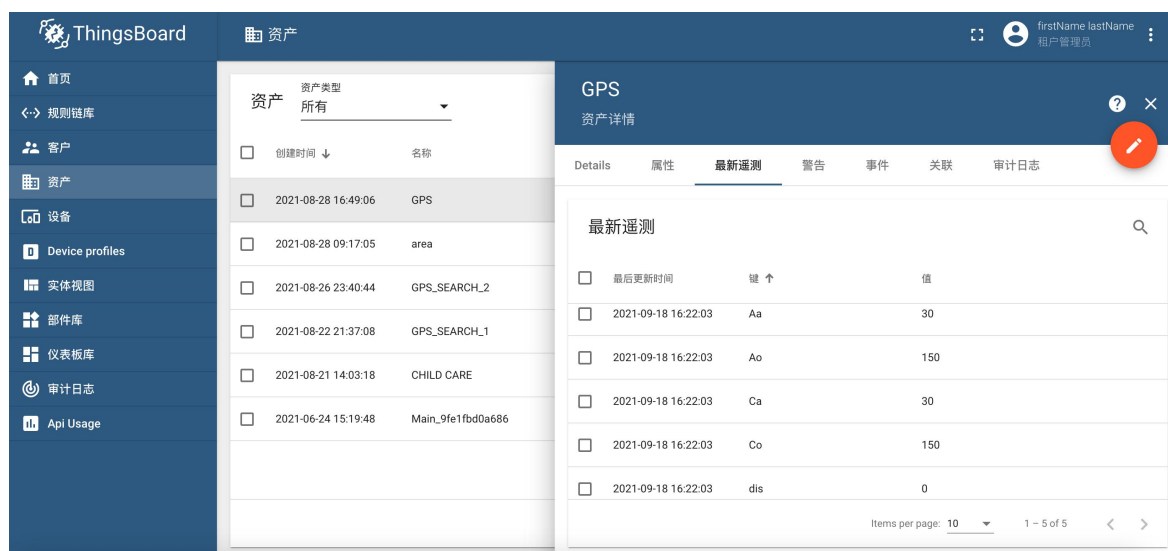 ThingsBoard
资产
firstName lastName
租户管理员
首页
规则链库
客户
资产
设备
D Device profiles
实体视图
部件库
仪表板库
审计日志
Api Usage
资产
资产类型
所有
创建时间 名称
2021-08-28 16:49:06 GPS
2021-08-28 09:17:05 area
2021-08-26 23:40:44 GPS_SEARCH_2
2021-08-22 21:37:08 GPS_SEARCH_1
2021-08-21 14:03:18 CHILD CARE
2021-06-24 15:19:48 Main_9fe1fbd0a686
GPS
资产详情
Details 属性 最新遥测 警告 事件 关联 审计日志
最新遥测
最后更新时间 键 值
2021-09-18 16:22:03 Aa 30
2021-09-18 16:22:03 Ao 150
2021-09-18 16:22:03 Ca 30
2021-09-18 16:22:03 Co 150
2021-09-18 16:22:03 dis 0
Items per page: 10 1 – 5 of 5